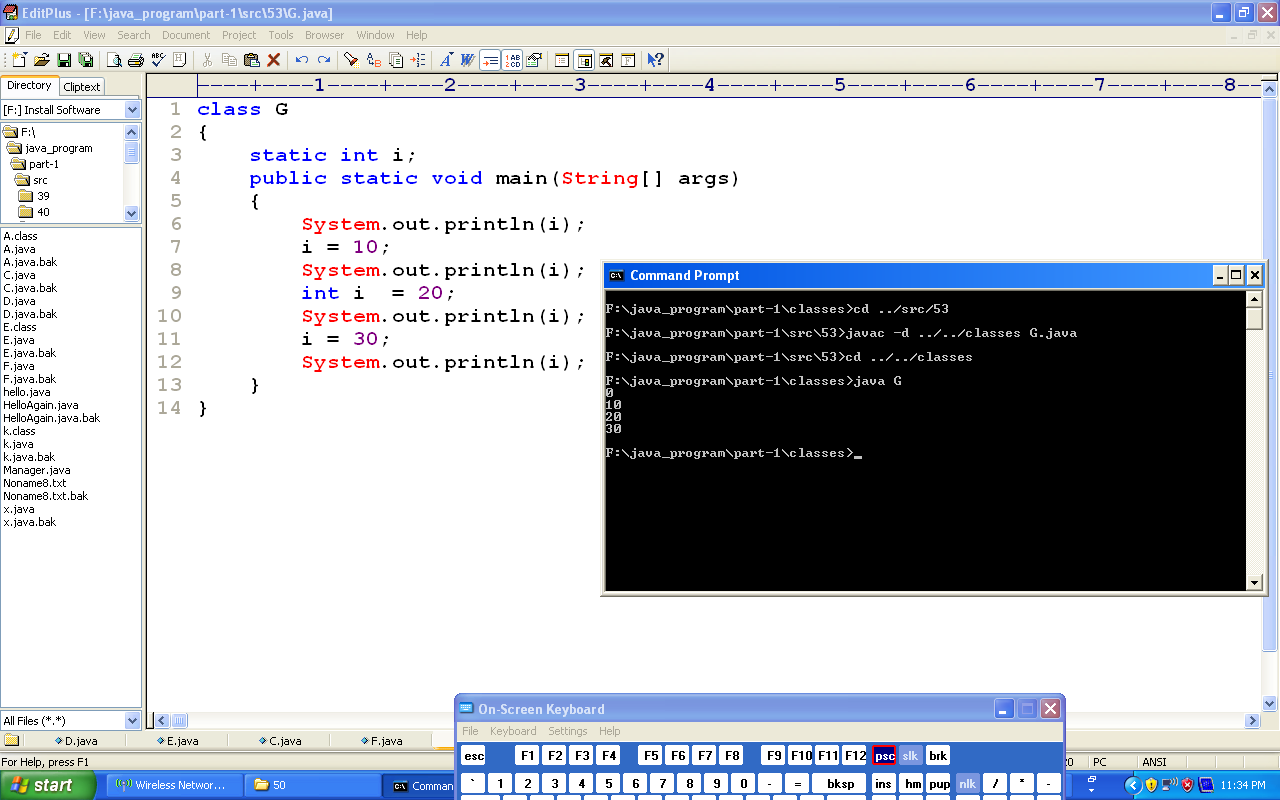 EditPlus - [F:\java_program\part-1\src\53\G.java]
File Edit View Search Document Project Tools Browser Window Help
Directory Cliptext
[F:] Install Software
F:\
java_program
part-1
src
39
40
A.class
A.java
A.java.bak
C.java
C.java.bak
D.java
D.java.bak
E.class
E.java
E.java.bak
F.java
F.java.bak
hello.java
HelloAgain.java
HelloAgain.java.bak
k.class
k.java
k.java.bak
Manager.java
Noname8.txt
Noname8.txt.bak
x.java
x.java.bak
All Files (*.*)
----+----1----+----2----+----3----+----4----+----5----+----6----+----7----+----8--
1 class G
2 {
3 static int i;
4 public static void main(String[] args)
5 {
6 System.out.println(i);
7 i = 10;
8 System.out.println(i);
9 int i  = 20;
10 System.out.println(i);
11 i = 30;
12 System.out.println(i);
13 }
14 }
Command Prompt
F:\java_program\part-1\classes>cd ../src/53
F:\java_program\part-1\src\53>javac -d ../../classes G.java
F:\java_program\part-1\src\53>cd ../../classes
F:\java_program\part-1\classes>java G
0
10
20
30
F:\java_program\part-1\classes>_
D.java E.java C.java F.java
For Help, press F1
20 PC ANSI
On-Screen Keyboard
File Keyboard Settings Help
esc F1 F2 F3 F4 F5 F6 F7 F8 F9 F10 F11 F12 psc slk brk
` 1 2 3 4 5 6 7 8 9 0 - = bksp ins hm pup nlk / * -
start Wireless Networ... 50 Comman 11:34 PM